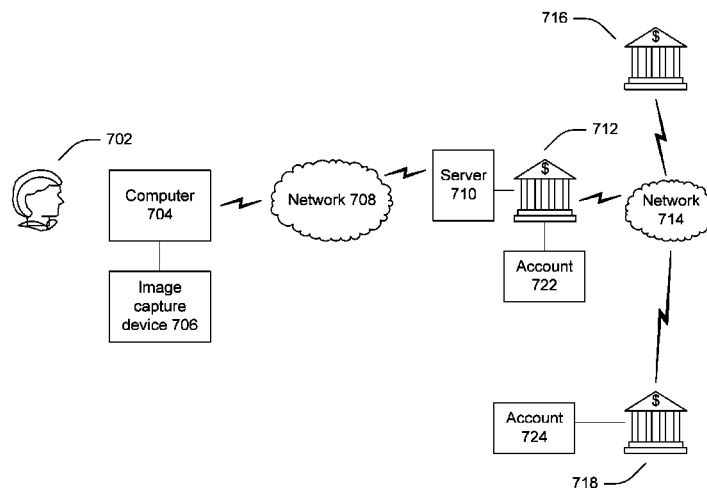 716
$
702
712
$
Computer
704
Network 708
Server
710
Network
714
Image
capture
device 706
Account
722
$
Account
724
718